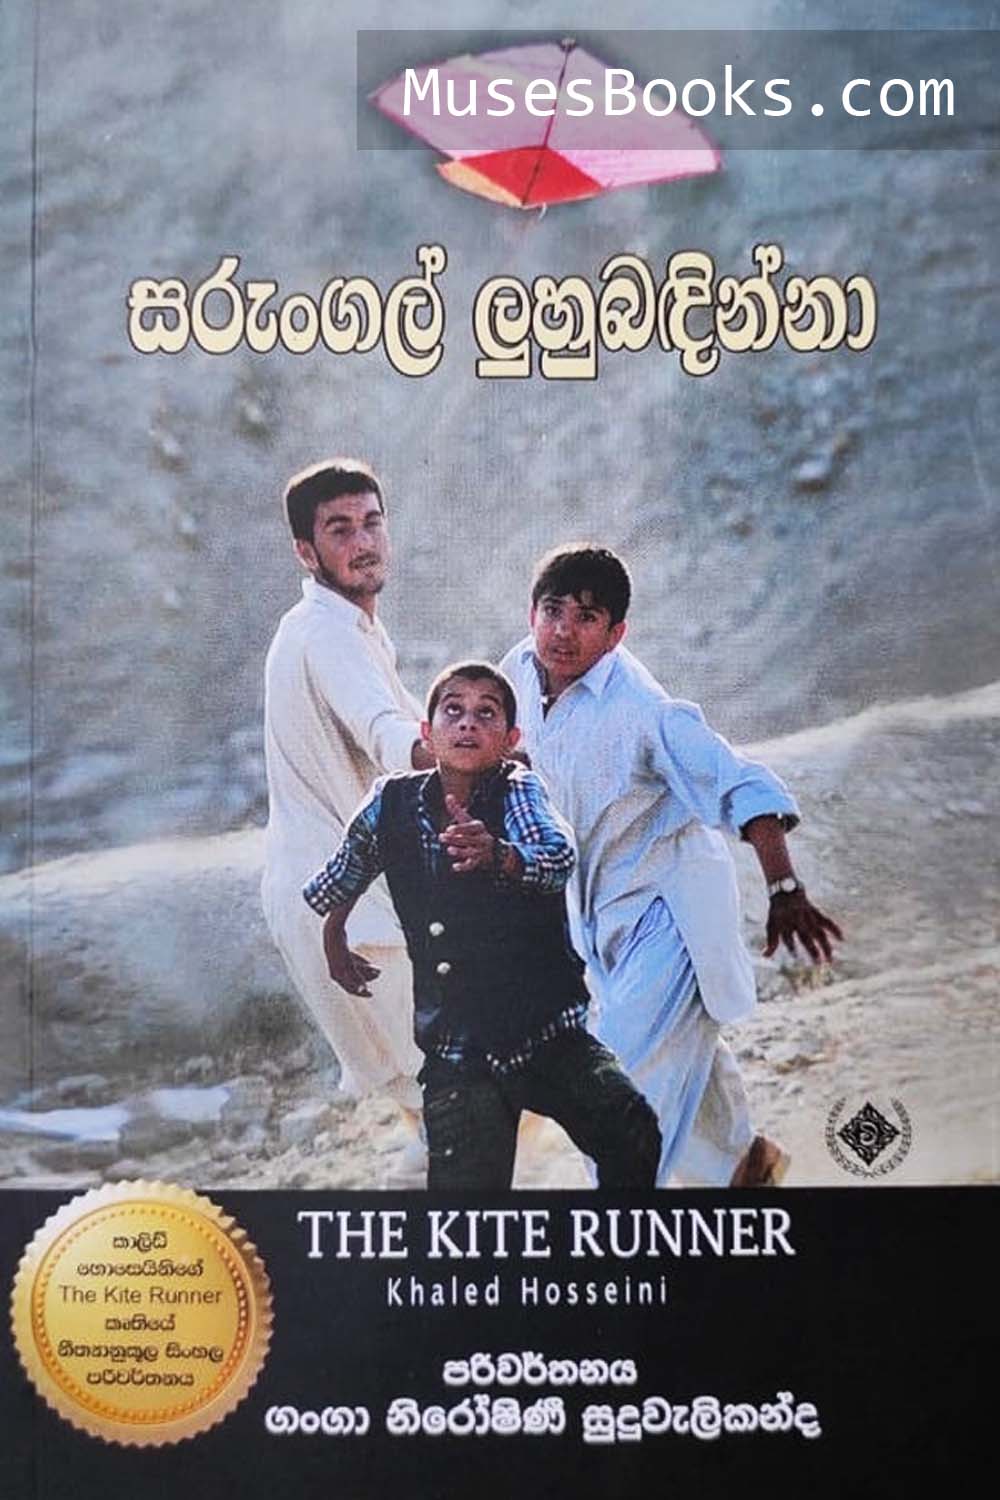 MusesBooks.com
සරුංගල් ලුහුබඳින්නා
THE KITE RUNNER
Khaled Hosseini
කාලිඩ්
හොසෙයිනිගේ
The Kite Runner
කෘතියේ
නීත්‍යානුකූල සිංහල
පරිවර්තනය
පරිවර්තනය
ගංගා නිරෝෂිණී සුදුවැලිකන්ද